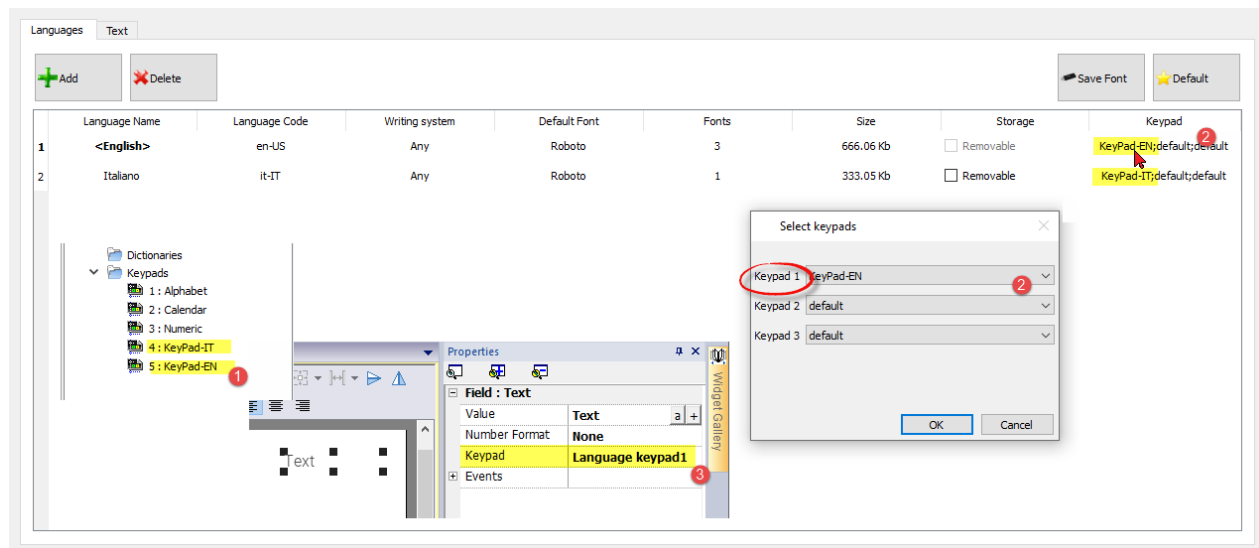 Languages Text
Add Delete Save Font Default
Language Name Language Code Writing system Default Font Fonts Size Storage Keypad
1 <English> en-US Any Roboto 3 666.06 Kb Removable KeyPad-EN;default;default
2
2 Italiano it-IT Any Roboto 1 333.05 Kb Removable KeyPad-IT;default;default
Dictionaries
Keypads
1 : Alphabet
2 : Calendar
3 : Numeric
4 : KeyPad-IT
5 : KeyPad-EN
1
Text
Properties
Field : Text
Value Text a +
Number Format None
Keypad Language keypad1
Events
3
Widget Gallery
Select keypads
Keypad 1 KeyPad-EN
2
Keypad 2 default
Keypad 3 default
OK Cancel